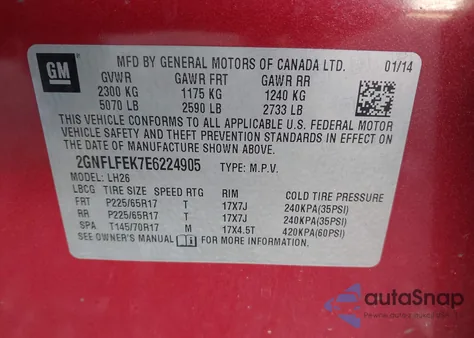 GM
MFD BY GENERAL MOTORS OF CANADA LTD. 01/14
GVWR GAWR FRT GAWR RR
2300 KG 1175 KG 1240 KG
5070 LB 2590 LB 2733 LB
THIS VEHICLE CONFORMS TO ALL APPLICABLE U.S. FEDERAL MOTOR
VEHICLE SAFETY AND THEFT PREVENTION STANDARDS IN EFFECT ON
THE DATE OF MANUFACTURE SHOWN ABOVE.
2GNFLFEK7E6224905 TYPE: M.P.V.
MODEL: LH26
LBCG TIRE SIZE SPEED RTG RIM COLD TIRE PRESSURE
FRT P225/65R17 T 17X7J 240KPA(35PSI)
RR P225/65R17 T 17X7J 240KPA(35PSI)
SPA T145/70R17 M 17X4.5T 420KPA(60PSI)
SEE OWNER'S MANUAL FOR MORE INFORMATION.
autoSnap